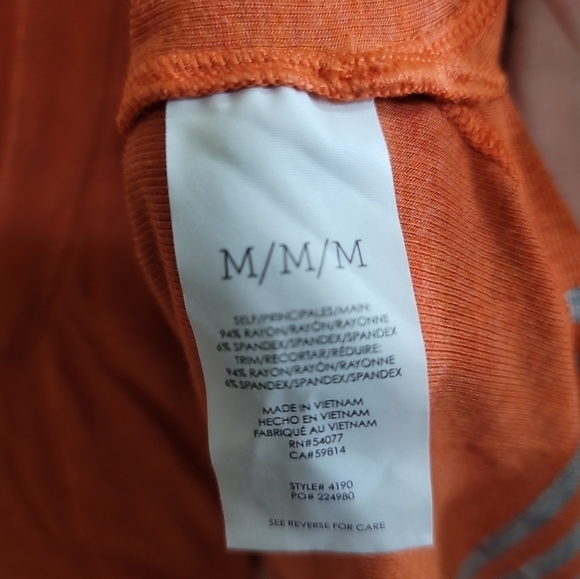 M/M/M
SELF/PRINCIPALES/MAIN:
94% RAYON/RAYÓN/RAYONNE
6% SPANDEX/SPANDEX/SPANDEX
TRIM/RECORTAR/RÉDUIRE:
94% RAYON/RAYÓN/RAYONNE
6% SPANDEX/SPANDEX/SPANDEX
MADE IN VIETNAM
HECHO EN VIETNAM
FABRIQUÉ AU VIETNAM
RN#54077
CA#59814
STYLE# 4190
PO# 224980
SEE REVERSE FOR CARE